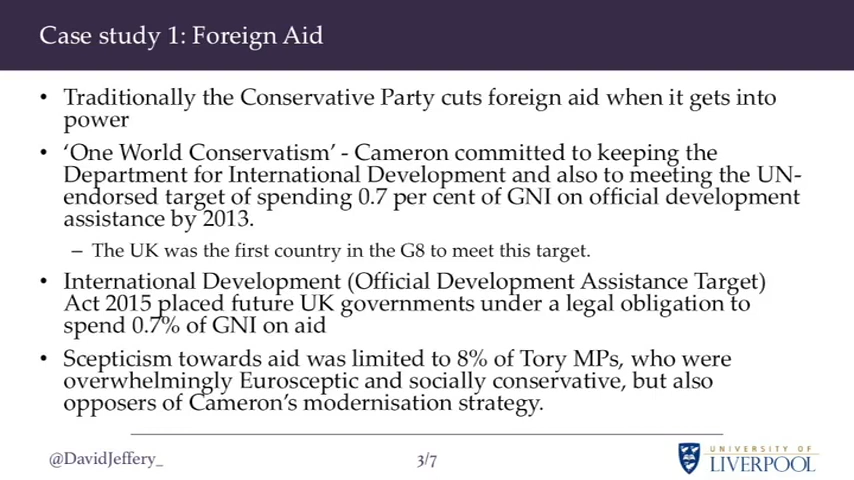 Case study 1: Foreign Aid
• Traditionally the Conservative Party cuts foreign aid when it gets into
power
• ‘One World Conservatism’ - Cameron committed to keeping the
Department for International Development and also to meeting the UN-
endorsed target of spending 0.7 per cent of GNI on official development
assistance by 2013.
– The UK was the first country in the G8 to meet this target.
• International Development (Official Development Assistance Target)
Act 2015 placed future UK governments under a legal obligation to
spend 0.7% of GNI on aid
• Scepticism towards aid was limited to 8% of Tory MPs, who were
overwhelmingly Eurosceptic and socially conservative, but also
opposers of Cameron’s modernisation strategy.
@DavidJeffery_
3/7
UNIVERSITY OF
LIVERPOOL